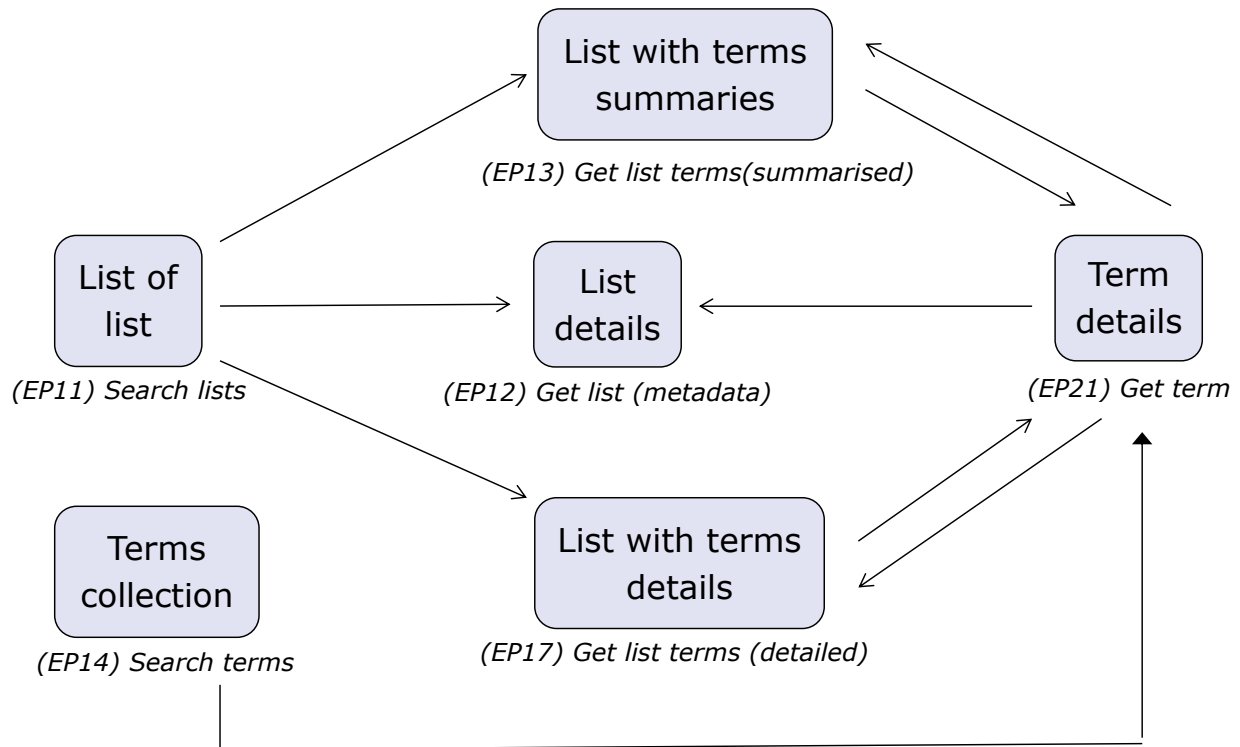 List with terms
summaries
(EP13) Get list terms(summarised)
List of
list
(EP11) Search lists
List
details
(EP12) Get list (metadata)
Term
details
(EP21) Get term
Terms
collection
(EP14) Search terms
List with terms
details
(EP17) Get list terms (detailed)